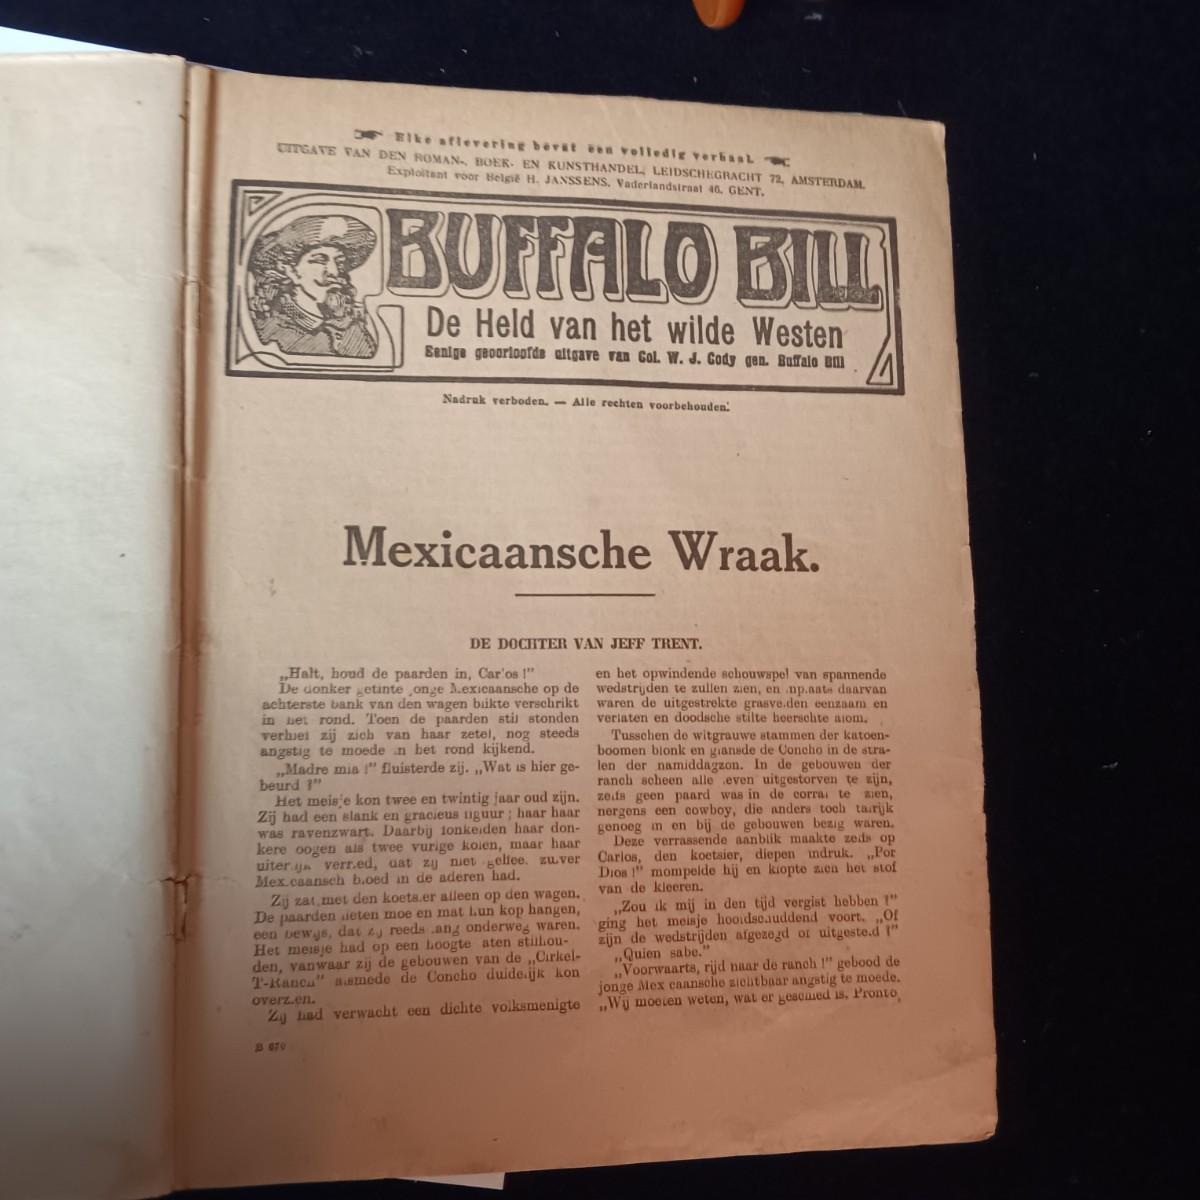 Elke aflevering bevat een volledig verhaal.
UITGAVE VAN DEN ROMAN-, BOEK- EN KUNSTHANDEL, LEIDSCHEGRACHT 72, AMSTERDAM.
Exploitant voor België H. JANSSENS, Vaderlandstraat 46, GENT.
BUFFALO BILL
De Held van het wilde Westen
Eenige geoorloofde uitgave van Col. W. J. Cody gen. Buffalo Bill
Nadruk verboden. — Alle rechten voorbehouden.
Mexicaansche Wraak.
DE DOCHTER VAN JEFF TRENT.
„Halt, houd de paarden in, Car'os !"
De donker getinte jonge Mexicaansche op de
achterste bank van den wagen blikte verschrikt
in het rond. Toen de paarden stil stonden
verhief zij zich van haar zetel, nog steeds
angstig te moede in het rond kijkend.
„Madre mia !" fluisterde zij. „Wat is hier ge-
beurd ?"
Het meisje kon twee en twintig jaar oud zijn.
Zij had een slank en gracieus figuur ; haar haar
was ravenzwart. Daarbij fonkelden haar don-
kere oogen als twee vurige kolen, maar haar
uiterlijk verried, dat zij niet geheel zuiver
Mexicaansch bloed in de aderen had.
Zij zat met den koetsier alleen op den wagen.
De paarden lieten moe en mat hun kop hangen,
een bewijs, dat zij reeds lang onderweg waren.
Het meisje had op een hoogte laten stilhou-
den, vanwaar zij de gebouwen van de „Cirkel-
T-Ranch" alsmede de Concho duidelijk kon
overzien.
Zij had verwacht een dichte volksmenigte
B 670
en het opwindende schouwspel van spannende
wedstrijden te zullen zien, en inplaats daarvan
waren de uitgestrekte grasvelden eenzaam en
verlaten en doodsche stilte heerschte alom.
Tusschen de witgrauwe stammen der katoen-
boomen blonk en glansde de Concho in de stra-
len der namiddagzon. In de gebouwen der
ranch scheen alle leven uitgestorven te zijn,
zelfs geen paard was in de corral te zien,
nergens een cowboy, die anders toch talrijk
genoeg in en bij de gebouwen bezig waren.
Deze verrassende aanblik maakte zelfs op
Carlos, den koetsier, diepen indruk. „Por
Dios !" mompelde hij en klopte zich het stof
van de kleeren.
„Zou ik mij in den tijd vergist hebben ?"
ging het meisje hoofdschuddend voort. „Of
zijn de wedstrijden afgezegd of uitgesteld ?"
„Quien sabe."
„Voorwaarts, rijd naar de ranch !" gebood de
jonge Mexicaansche zichtbaar angstig te moede.
„Wij moeten weten, wat er geschied is. Pronto,